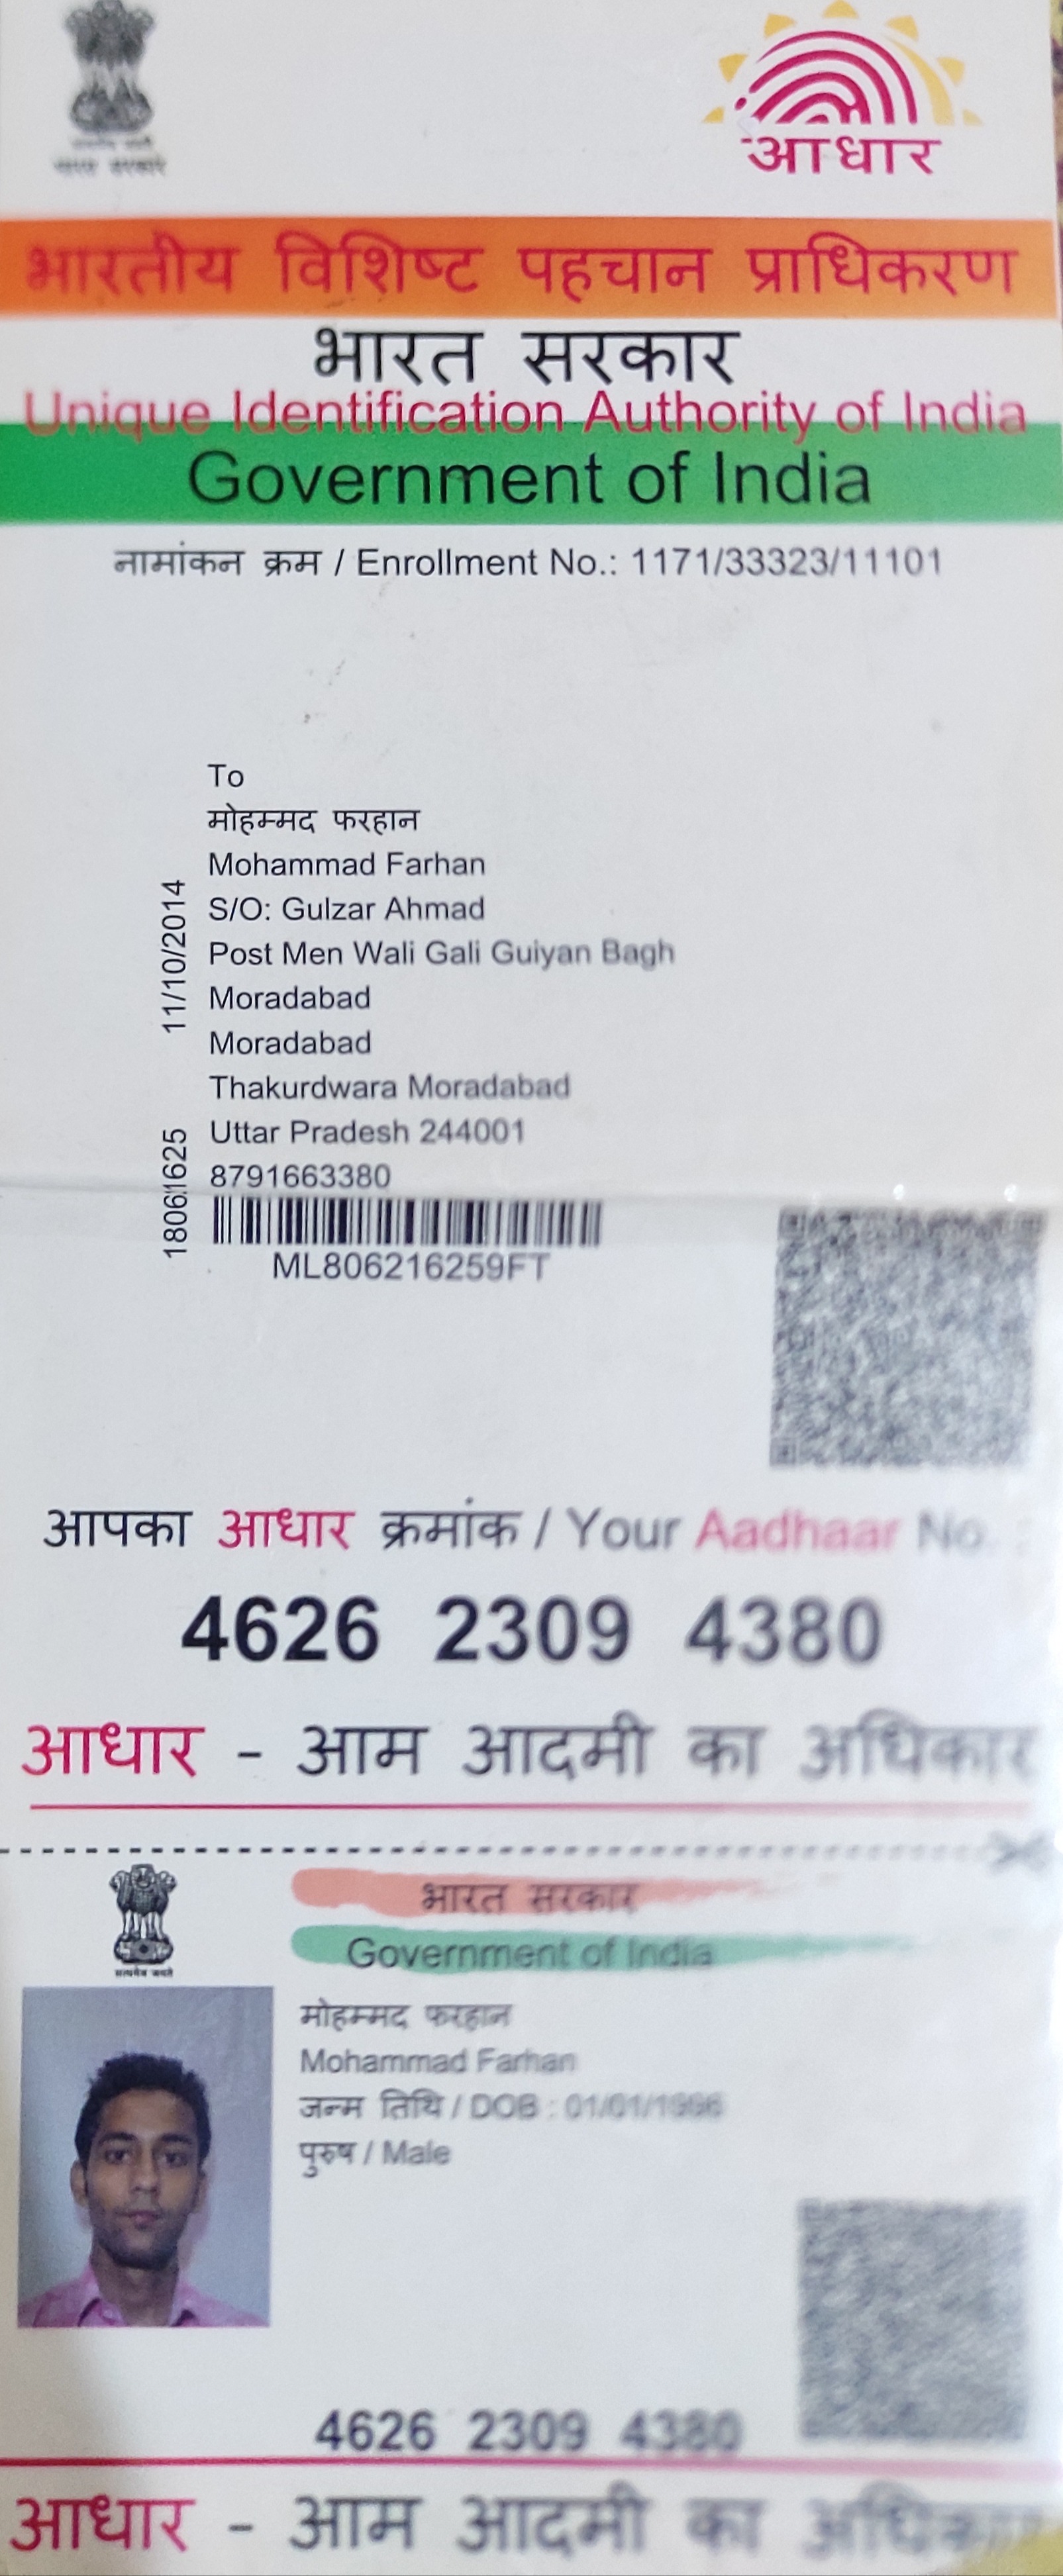 आधार
भारतीय विशिष्ट पहचान प्राधिकरण
भारत सरकार
Unique Identification Authority of India
Government of India
नामांकन क्रम / Enrollment No.: 1171/33323/11101
To
मोहम्मद फरहान
Mohammad Farhan
S/O: Gulzar Ahmad
Post Men Wali Gali Guiyan Bagh
Moradabad
Moradabad
Thakurdwara Moradabad
Uttar Pradesh 244001
8791663380
11/10/2014
ML806216259FT
आपका आधार क्रमांक / Your Aadhaar No. :
4626 2309 4380
आधार - आम आदमी का अधिकार
भारत सरकार
Government of India
सत्यमेव जयते
मोहम्मद फरहान
Mohammad Farhan
जन्म तिथि / DOB :
पुरुष / Male
4626 2309 4380
आधार - आम आदमी का अधिकार